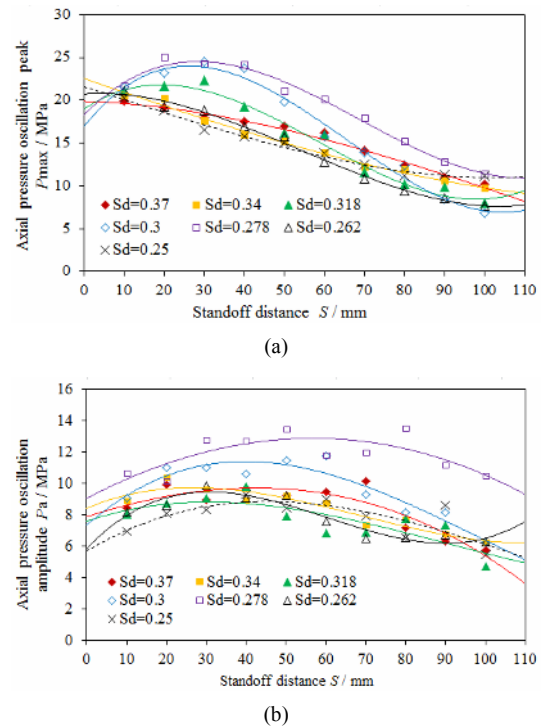 Axial pressure oscillation peak
Pmax / MPa
30
25
20
15
10
5
0
Sd=0.37 Sd=0.34 Sd=0.318
Sd=0.3 Sd=0.278 Sd=0.262
Sd=0.25
0 10 20 30 40 50 60 70 80 90 100 110
Standoff distance S / mm
(a)
Axial pressure oscillation
amplitude Pa / MPa
16
14
12
10
8
6
4
2
0
Sd=0.37 Sd=0.34 Sd=0.318
Sd=0.3 Sd=0.278 Sd=0.262
Sd=0.25
0 10 20 30 40 50 60 70 80 90 100 110
Standoff distance S / mm
(b)